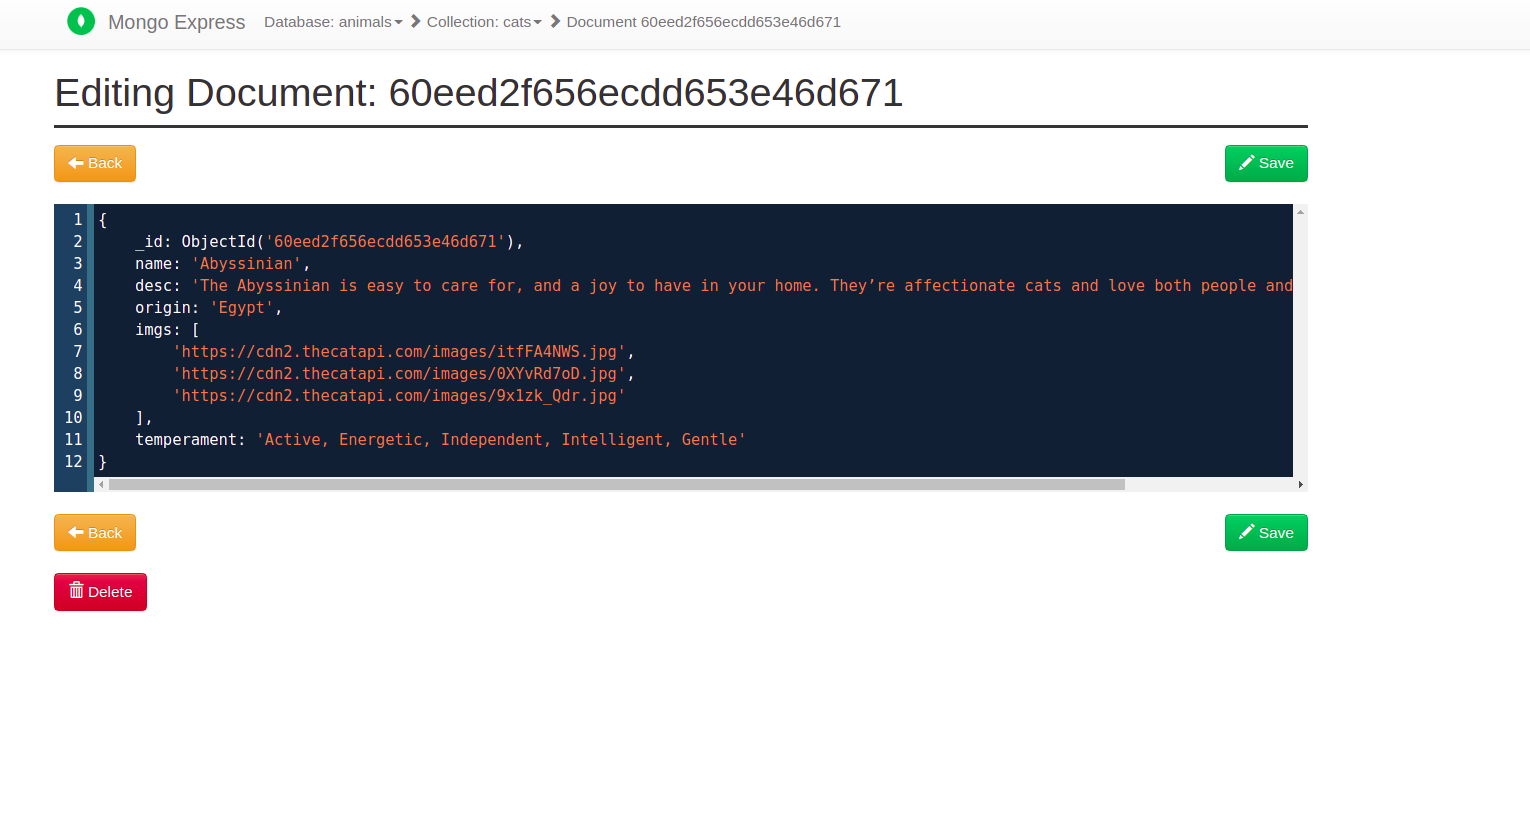 Mongo Express Database: animals Collection: cats Document 60eed2f656ecdd653e46d671
Editing Document: 60eed2f656ecdd653e46d671
Back Save
1 {
2 _id: ObjectId('60eed2f656ecdd653e46d671'),
3 name: 'Abyssinian',
4 desc: 'The Abyssinian is easy to care for, and a joy to have in your home. They’re affectionate cats and love both people and
5 origin: 'Egypt',
6 imgs: [
7 'https://cdn2.thecatapi.com/images/itfFA4NWS.jpg',
8 'https://cdn2.thecatapi.com/images/0XYvRd7oD.jpg',
9 'https://cdn2.thecatapi.com/images/9x1zk_Qdr.jpg'
10 ],
11 temperament: 'Active, Energetic, Independent, Intelligent, Gentle'
12 }
Back Save
Delete